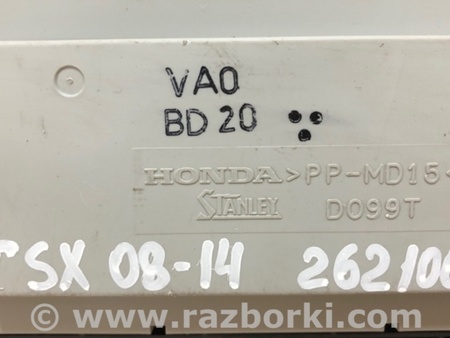 VA0
BD20
HONDA >PP-MD15<
STANLEY D099T
TSX 08-14 262106
© www.razborki.com